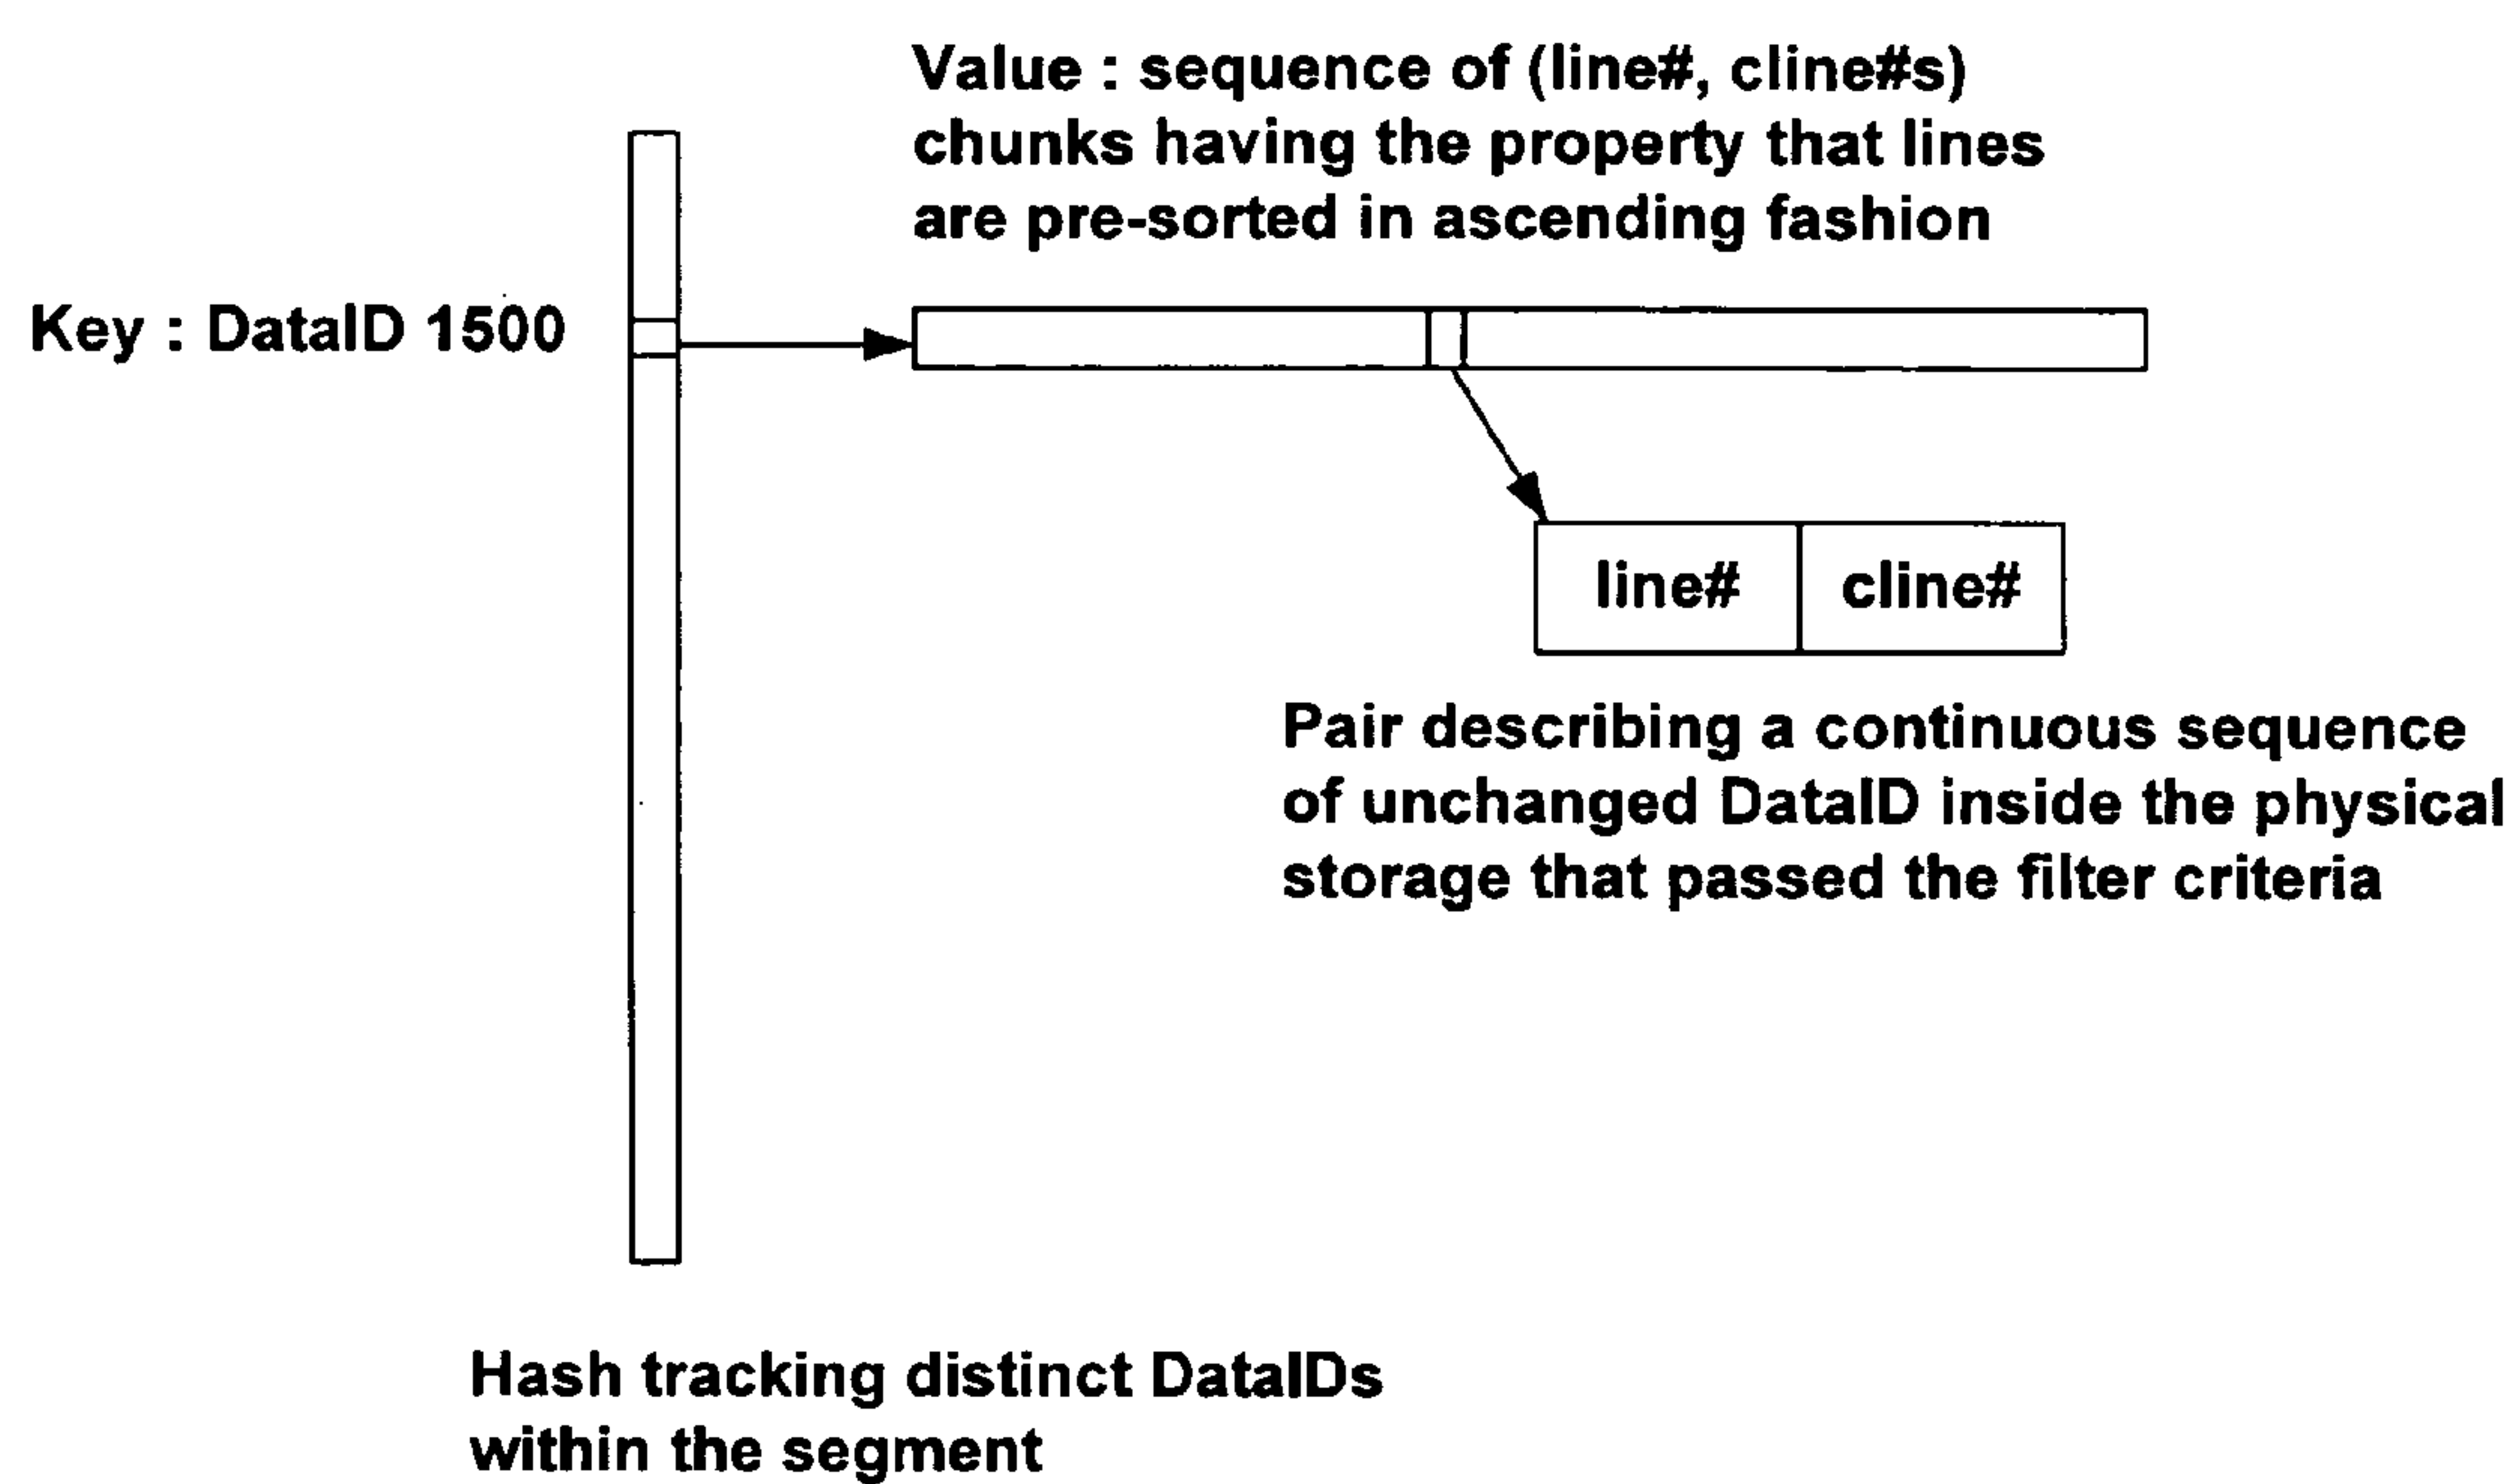 Value : sequence of (line#, cline#s)
chunks having the property that lines
are pre-sorted in ascending fashion
Key : DataID 1500
line#
cline#
Pair describing a continuous sequence
of unchanged DataID inside the physical
storage that passed the filter criteria
Hash tracking distinct DataIDs
within the segment